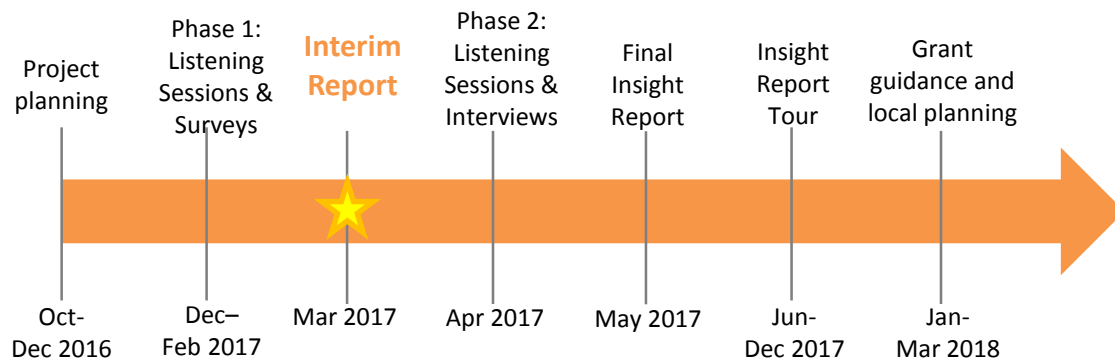 Project
planning
Phase 1:
Listening
Sessions &
Surveys
Interim
Report
Phase 2:
Listening
Sessions &
Interviews
Final
Insight
Report
Insight
Report
Tour
Grant
guidance and
local planning
Oct-
Dec 2016
Dec–
Feb 2017
Mar 2017
Apr 2017
May 2017
Jun-
Dec 2017
Jan-
Mar 2018